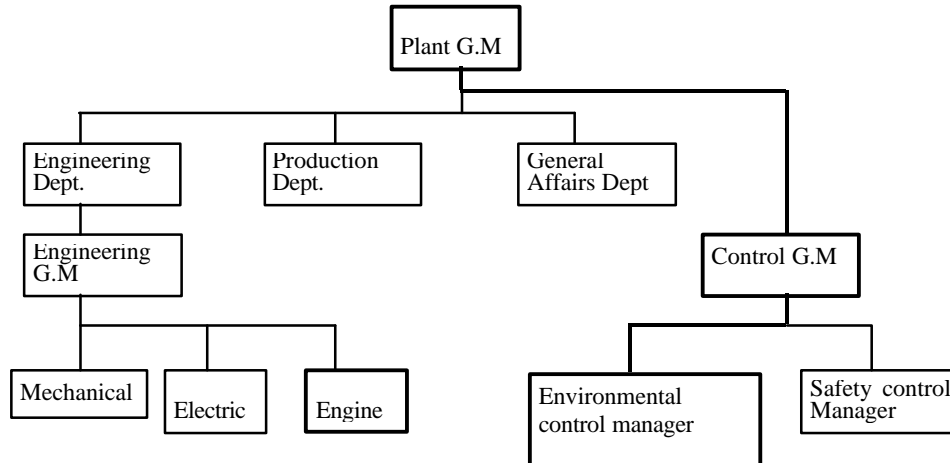 Plant G.M
Engineering
Dept.
Production
Dept.
General
Affairs Dept
Engineering
G.M
Control G.M
Mechanical
Electric
Engine
Environmental
control manager
Safety control
Manager